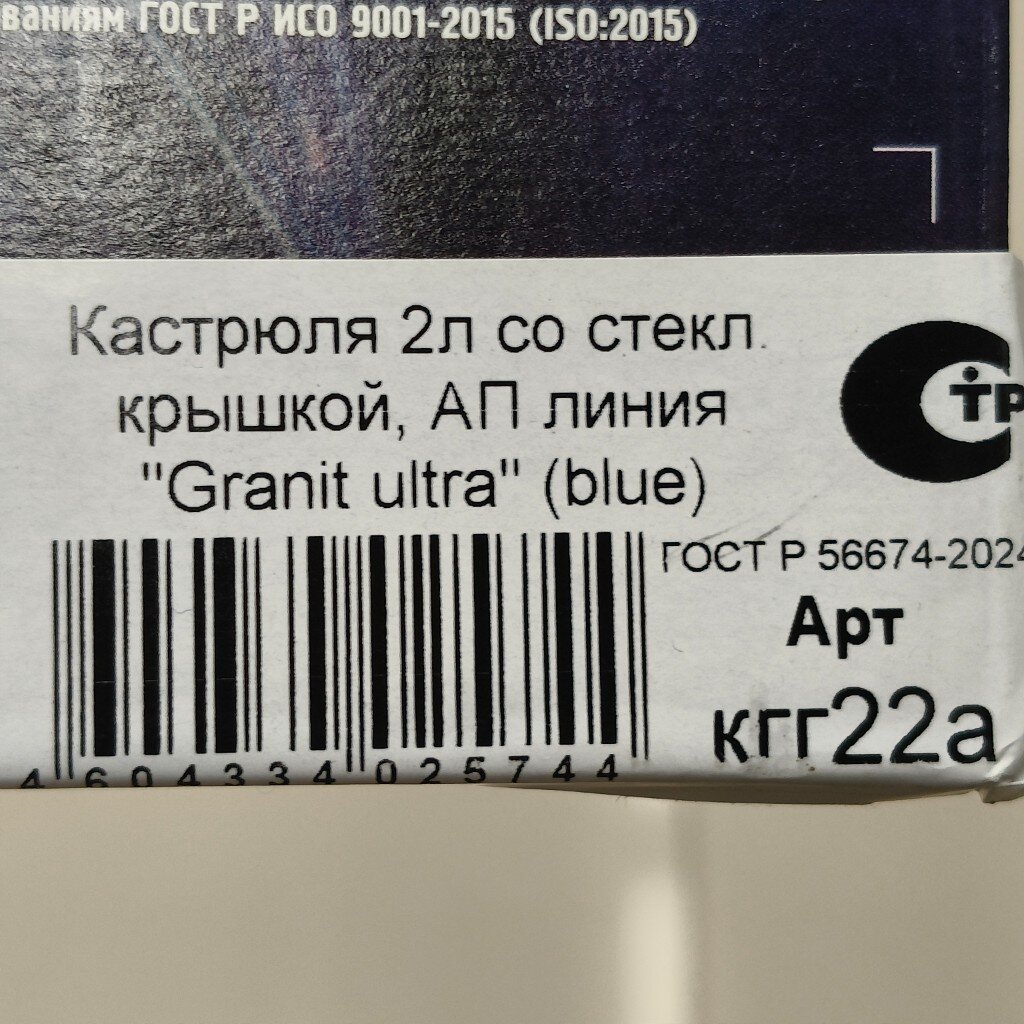 ваниям ГОСТ Р ИСО 9001-2015 (ISO:2015)
Кастрюля 2л со стекл.
крышкой, АП линия
"Granit ultra" (blue)
тр
ГОСТ Р 56674-2024
Арт
кгг22а
4 604334 025744